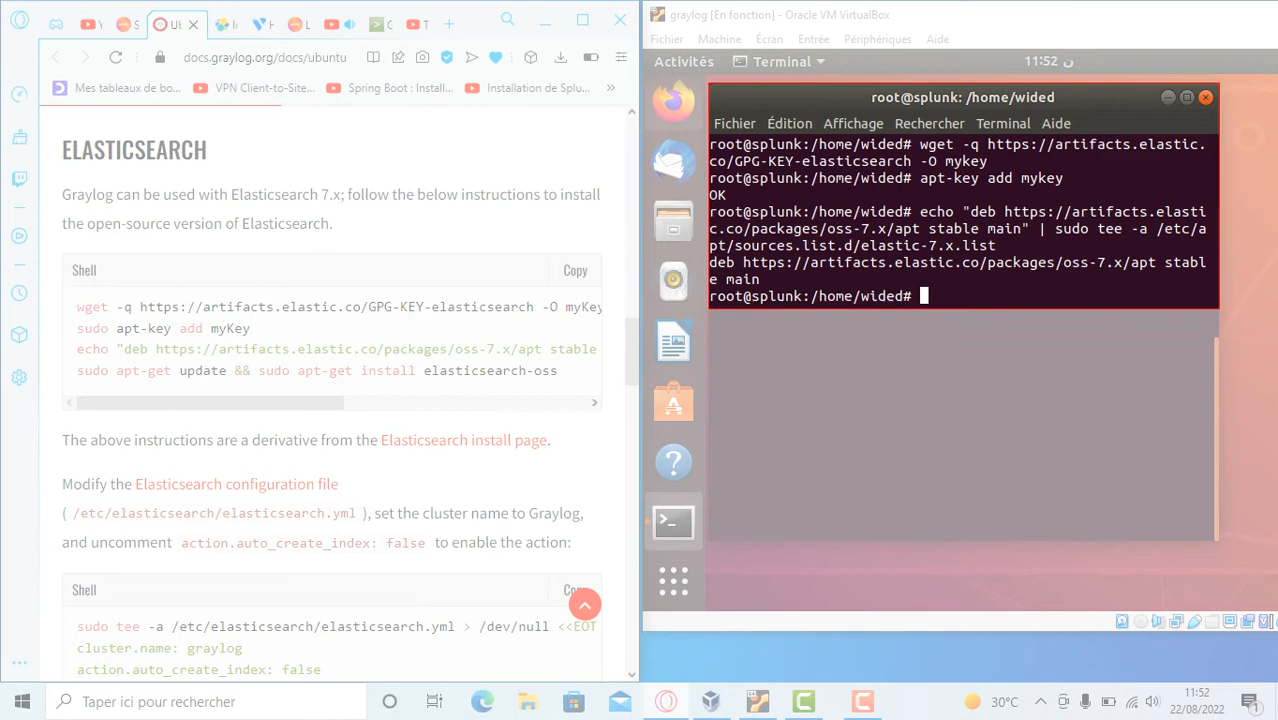 graylog [En fonction] - Oracle VM VirtualBox
Fichier Machine Écran Entrée Périphériques Aide
docs.graylog.org/docs/ubuntu
Mes tableaux de bo... VPN Client-to-Site... Spring Boot : Install... Installation de Splu...
Activités Terminal 11:52 ن
root@splunk: /home/wided
Fichier Édition Affichage Rechercher Terminal Aide
root@splunk:/home/wided# wget -q https://artifacts.elastic.
co/GPG-KEY-elasticsearch -O mykey
root@splunk:/home/wided# apt-key add mykey
OK
root@splunk:/home/wided# echo "deb https://artifacts.elasti
c.co/packages/oss-7.x/apt stable main" | sudo tee -a /etc/a
pt/sources.list.d/elastic-7.x.list
deb https://artifacts.elastic.co/packages/oss-7.x/apt stabl
e main
root@splunk:/home/wided#
ELASTICSEARCH
Graylog can be used with Elasticsearch 7.x; follow the below instructions to install
the open-source version of Elasticsearch.
Shell Copy
wget -q https://artifacts.elastic.co/GPG-KEY-elasticsearch -O myKey
sudo apt-key add myKey
echo "deb https://artifacts.elastic.co/packages/oss-7.x/apt stable
sudo apt-get update && sudo apt-get install elasticsearch-oss
The above instructions are a derivative from the Elasticsearch install page.
Modify the Elasticsearch configuration file
( /etc/elasticsearch/elasticsearch.yml ), set the cluster name to Graylog,
and uncomment action.auto_create_index: false to enable the action:
Shell
sudo tee -a /etc/elasticsearch/elasticsearch.yml > /dev/null <<EOT
cluster.name: graylog
action.auto_create_index: false
Taper ici pour rechercher
30°C
11:52
22/08/2022
1